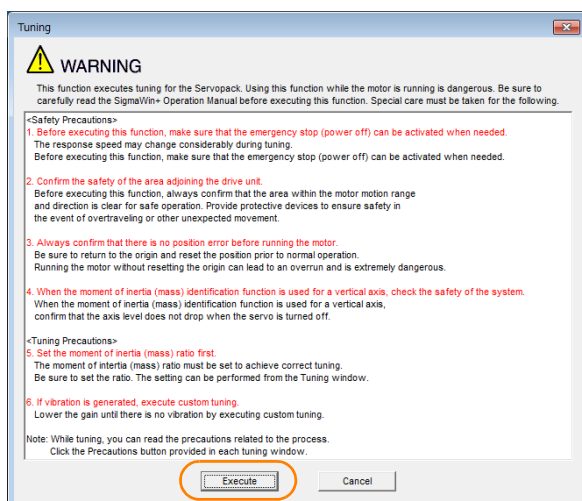 Tuning
WARNING
This function executes tuning for the Servopack. Using this function while the motor is running is dangerous. Be sure to
carefully read the SigmaWin+ Operation Manual before executing this function. Special care must be taken for the following.
<Safety Precautions>
1. Before executing this function, make sure that the emergency stop (power off) can be activated when needed.
The response speed may change considerably during tuning.
Before executing this function, make sure that the emergency stop (power off) can be activated when needed.
2. Confirm the safety of the area adjoining the drive unit.
Before executing this function, always confirm that the area within the motor motion range
and direction is clear for safe operation. Provide protective devices to ensure safety in
the event of overtraveling or other unexpected movement.
3. Always confirm that there is no position error before running the motor.
Be sure to return to the origin and reset the position prior to normal operation.
Running the motor without resetting the origin can lead to an overrun and is extremely dangerous.
4. When the moment of inertia (mass) identification function is used for a vertical axis, check the safety of the system.
When the moment of inertia (mass) identification function is used for a vertical axis,
confirm that the axis level does not drop when the servo is turned off.
<Tuning Precautions>
5. Set the moment of inertia (mass) ratio first.
The moment of intertia (mass) ratio must be set to achieve correct tuning.
Be sure to set the ratio. The setting can be performed from the Tuning window.
6. If vibration is generated, execute custom tuning.
Lower the gain until there is no vibration by executing custom tuning.
Note: While tuning, you can read the precautions related to the process.
Click the Precautions button provided in each tuning window.
Execute Cancel